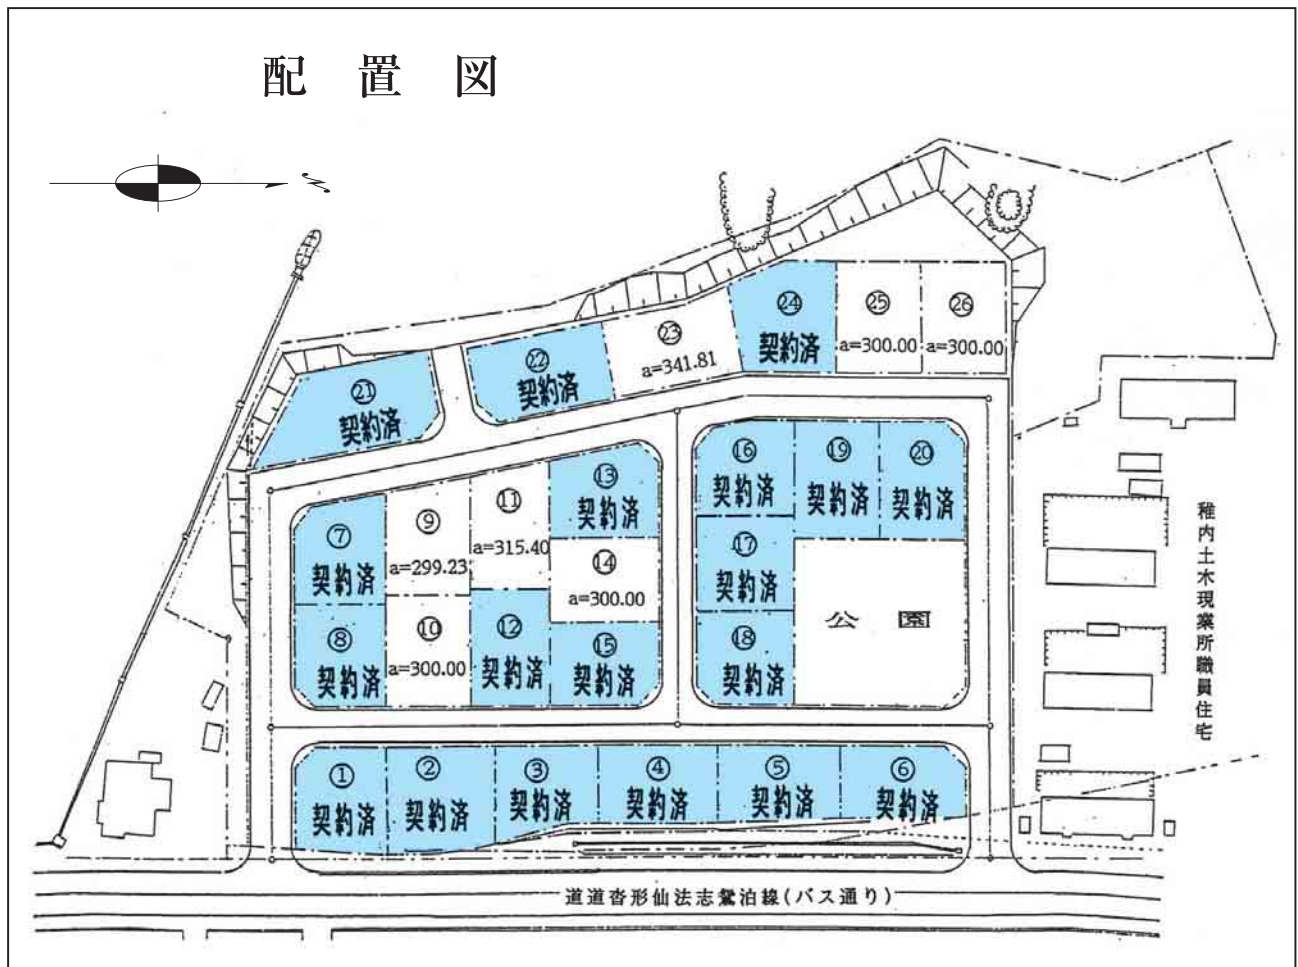 配置図
㉔
契約済
㉕
a=300.00
㉖
a=300.00
㉓
a=341.81
㉒
契約済
㉑
契約済
⑦
契約済
⑨
a=299.23
⑪
a=315.40
⑬
契約済
⑭
a=300.00
⑧
契約済
⑩
a=300.00
⑫
契約済
⑮
契約済
⑯
契約済
⑲
契約済
⑳
契約済
⑰
契約済
公園
⑱
契約済
①
契約済
②
契約済
③
契約済
④
契約済
⑤
契約済
⑥
契約済
稚内土木現業所職員住宅
道道沓形仙法志鴛泊線(バス通り)